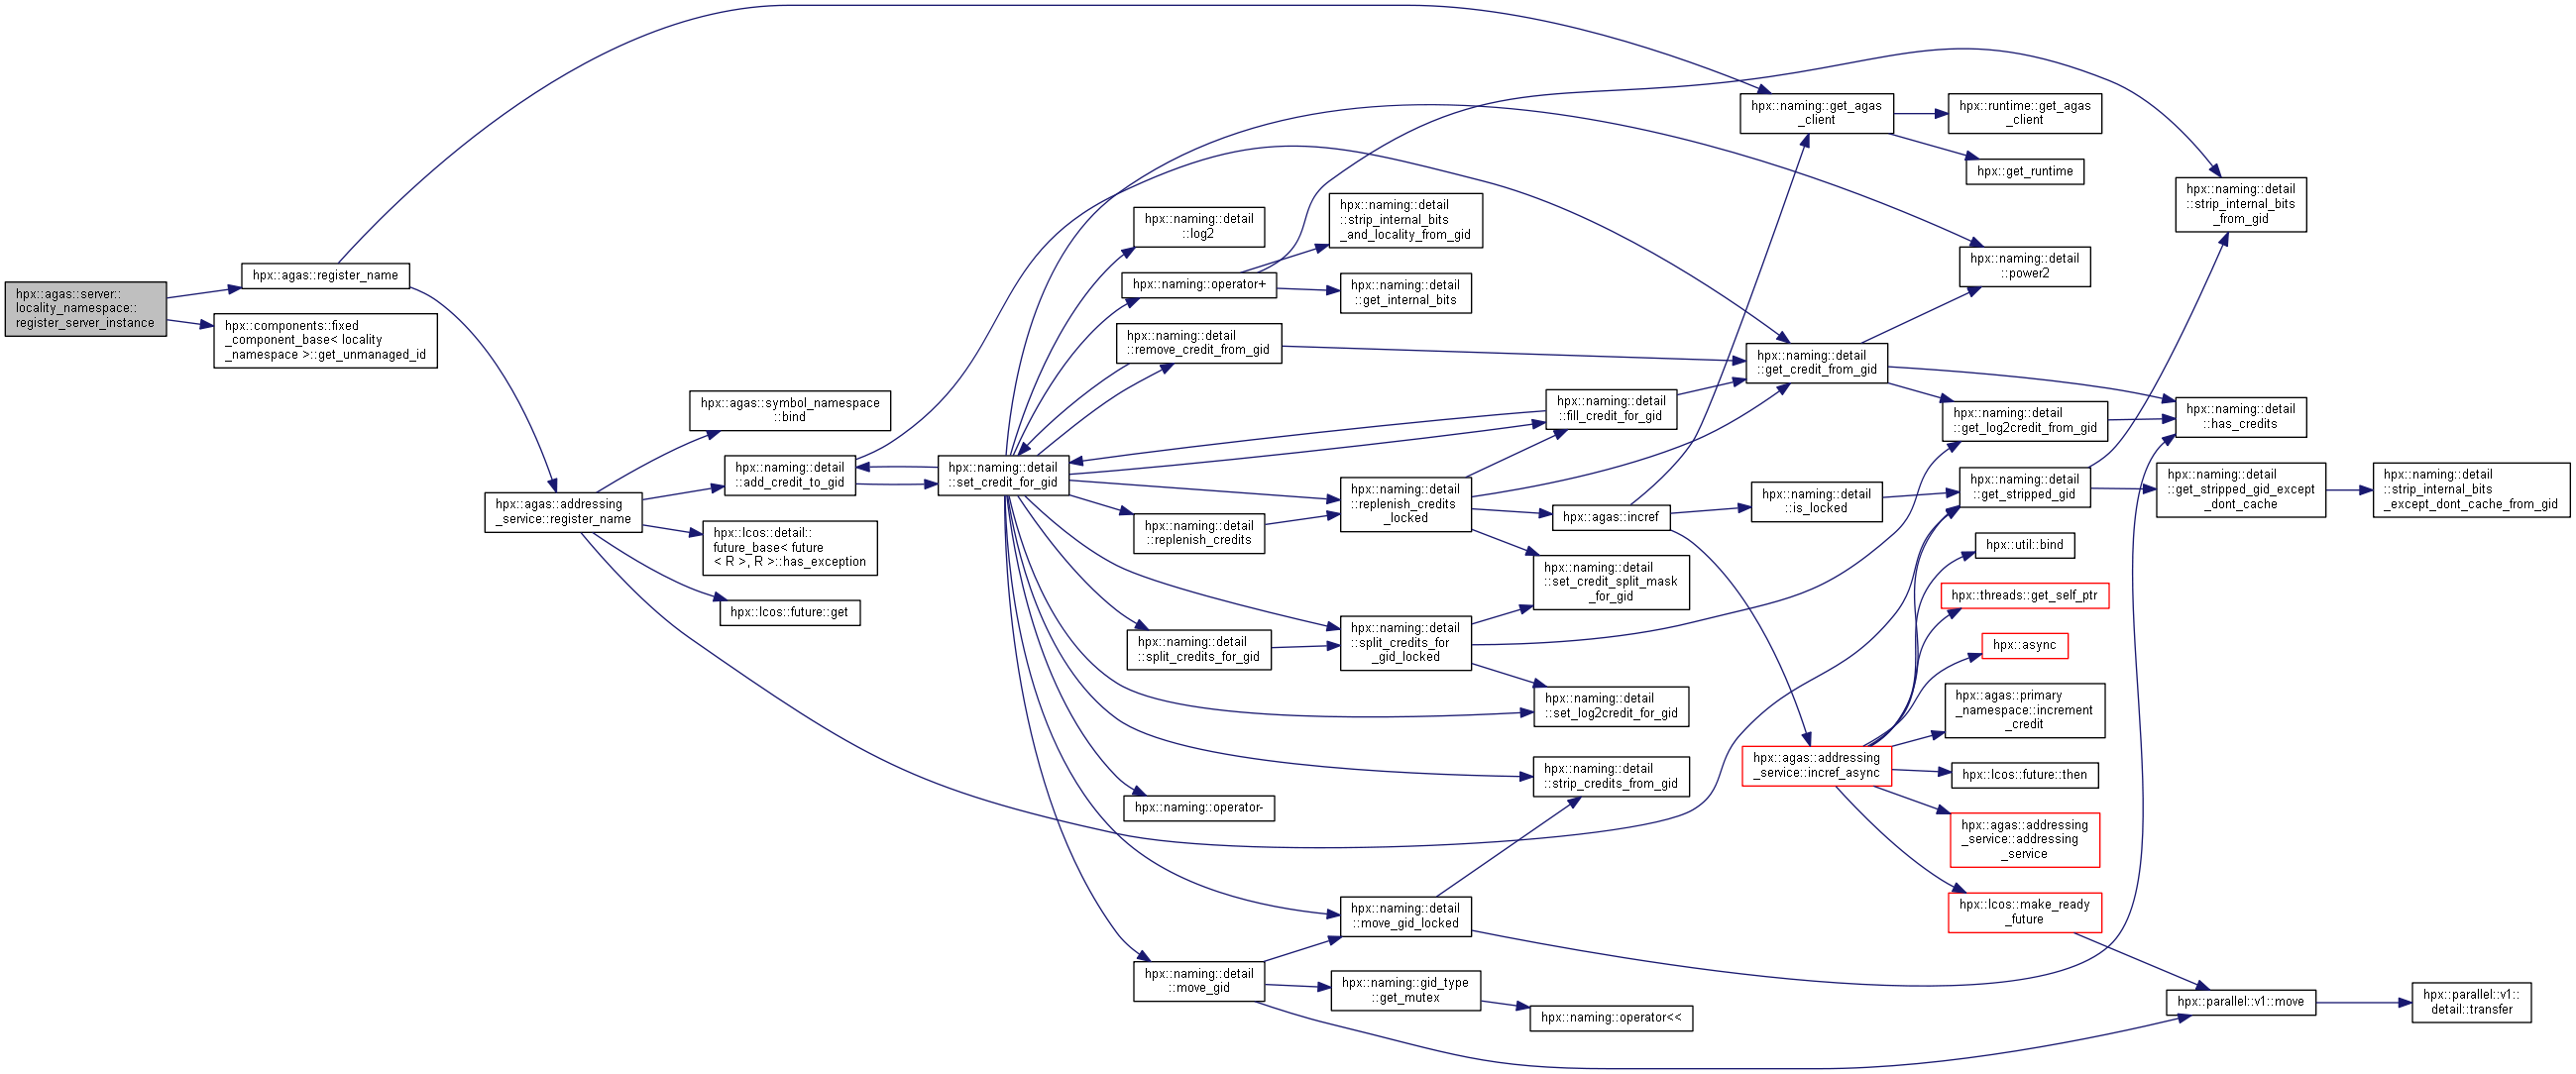 hpx::agas::server::
locality_namespace::
register_server_instance
hpx::agas::register_name
hpx::components::fixed
_component_base< locality
_namespace >::get_unmanaged_id
hpx::agas::addressing
_service::register_name
hpx::agas::symbol_namespace
::bind
hpx::naming::detail
::add_credit_to_gid
hpx::lcos::detail::
future_base< future
< R >, R >::has_exception
hpx::lcos::future::get
hpx::naming::detail
::set_credit_for_gid
hpx::naming::detail
::log2
hpx::naming::operator+
hpx::naming::detail
::remove_credit_from_gid
hpx::naming::detail
::replenish_credits
hpx::naming::detail
::split_credits_for_gid
hpx::naming::operator-
hpx::naming::detail
::move_gid
hpx::naming::detail
::strip_internal_bits
_and_locality_from_gid
hpx::naming::detail
::get_internal_bits
hpx::naming::detail
::replenish_credits
_locked
hpx::naming::detail
::split_credits_for
_gid_locked
hpx::naming::detail
::move_gid_locked
hpx::naming::gid_type
::get_mutex
hpx::naming::detail
::fill_credit_for_gid
hpx::agas::incref
hpx::naming::detail
::set_credit_split_mask
_for_gid
hpx::naming::detail
::set_log2credit_for_gid
hpx::naming::detail
::strip_credits_from_gid
hpx::naming::operator<<
hpx::naming::get_agas
_client
hpx::naming::detail
::get_credit_from_gid
hpx::naming::detail
::is_locked
hpx::agas::addressing
_service::incref_async
hpx::runtime::get_agas
_client
hpx::get_runtime
hpx::naming::detail
::power2
hpx::naming::detail
::get_log2credit_from_gid
hpx::naming::detail
::get_stripped_gid
hpx::util::bind
hpx::threads::get_self_ptr
hpx::async
hpx::agas::primary
_namespace::increment
_credit
hpx::lcos::future::then
hpx::agas::addressing
_service::addressing
_service
hpx::lcos::make_ready
_future
hpx::naming::detail
::strip_internal_bits
_from_gid
hpx::naming::detail
::has_credits
hpx::naming::detail
::get_stripped_gid_except
_dont_cache
hpx::parallel::v1::move
hpx::naming::detail
::strip_internal_bits
_except_dont_cache_from_gid
hpx::parallel::v1::
detail::transfer